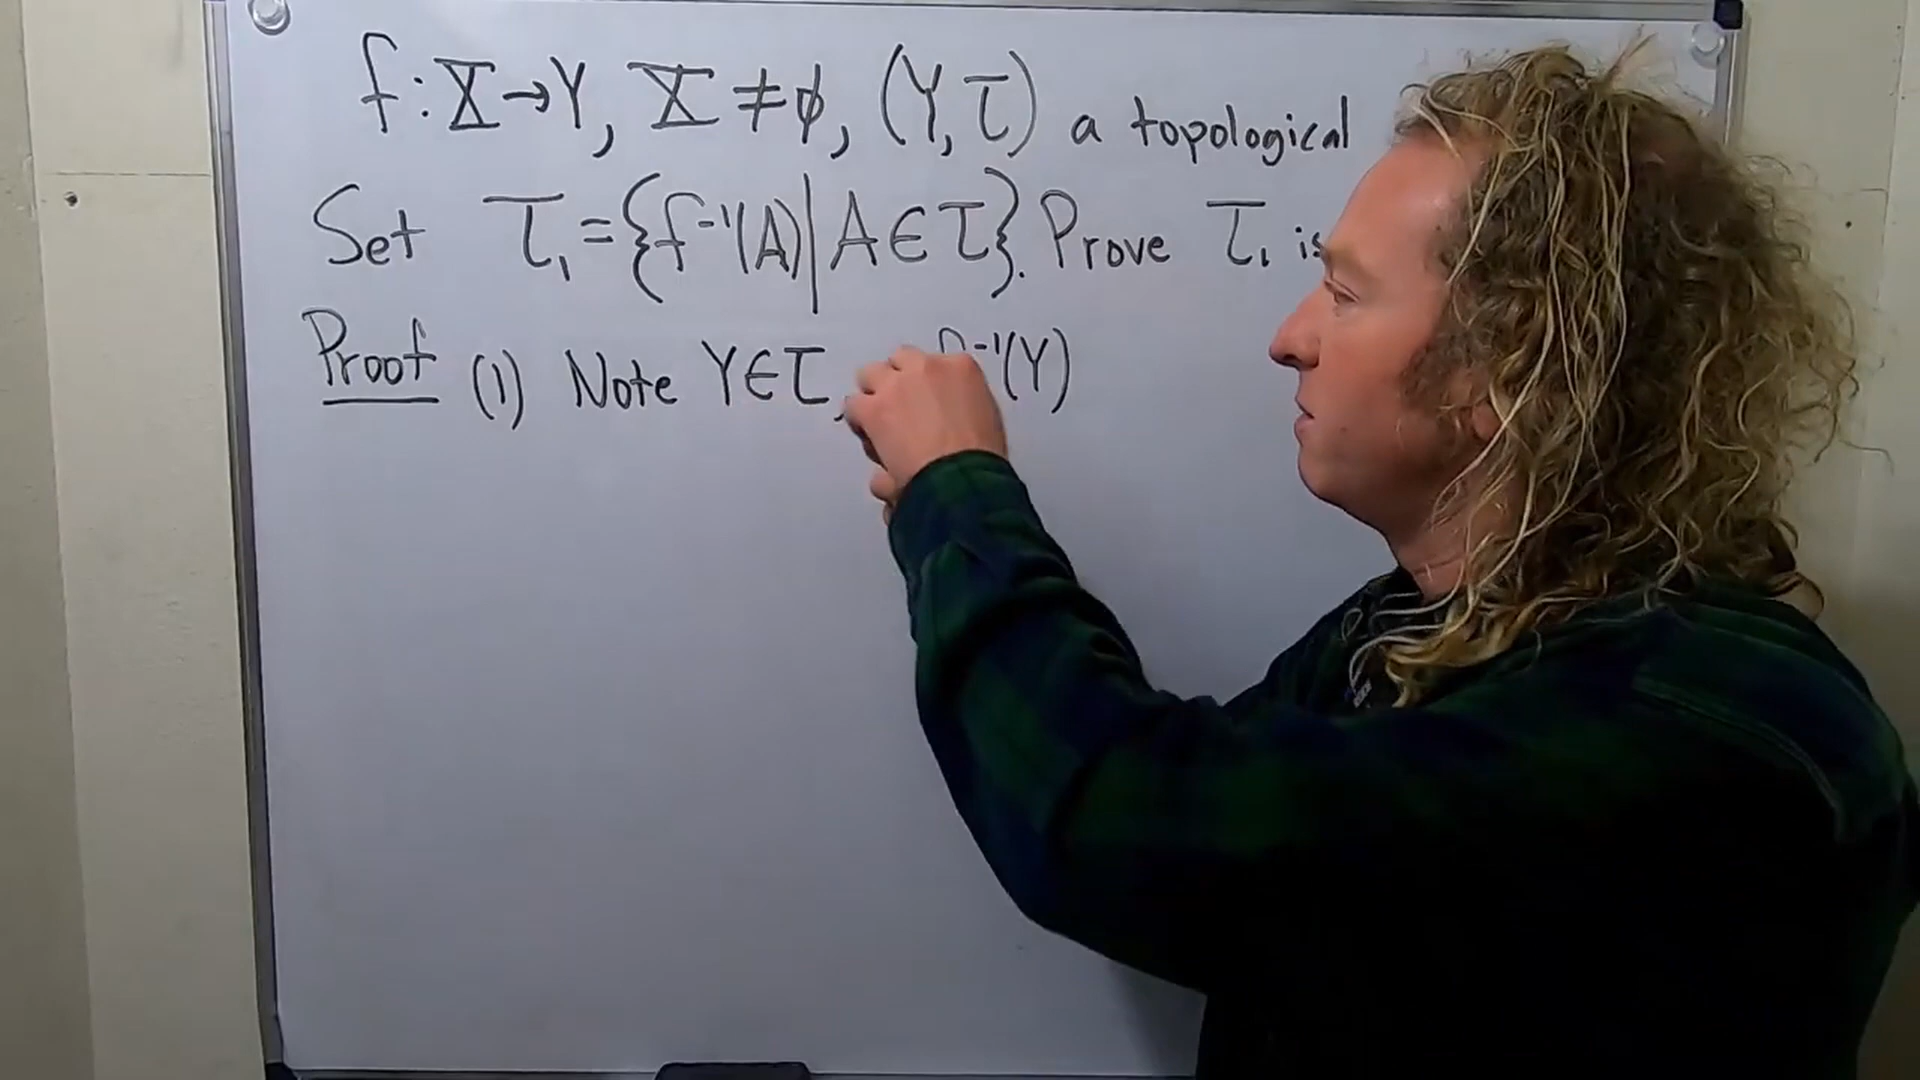 f: X → Y, X ≠ ϕ, (Y, τ) a topological
Set τ₁ = {f⁻¹(A) | A ∈ τ}. Prove τ₁ is
Proof (1) Note Y ∈ τ, f⁻¹(Y)